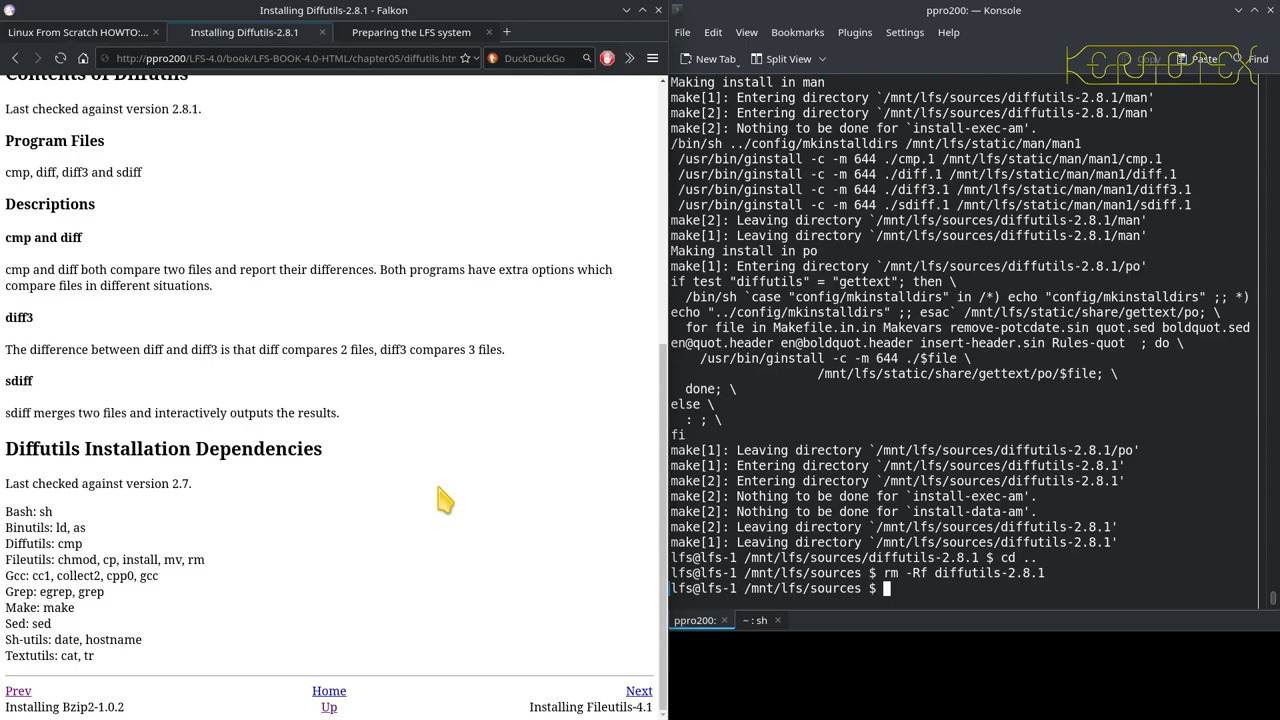 Installing Diffutils-2.8.1 - Falkon
Linux From Scratch HOWTO:...
Installing Diffutils-2.8.1
Preparing the LFS system
http://ppro200/LFS-4.0/book/LFS-BOOK-4.0-HTML/chapter05/diffutils.htm
DuckDuckGo
Contents of Diffutils
Last checked against version 2.8.1.
Program Files
cmp, diff, diff3 and sdiff
Descriptions
cmp and diff
cmp and diff both compare two files and report their differences. Both programs have extra options which
compare files in different situations.
diff3
The difference between diff and diff3 is that diff compares 2 files, diff3 compares 3 files.
sdiff
sdiff merges two files and interactively outputs the results.
Diffutils Installation Dependencies
Last checked against version 2.7.
Bash: sh
Binutils: ld, as
Diffutils: cmp
Fileutils: chmod, cp, install, mv, rm
Gcc: cc1, collect2, cpp0, gcc
Grep: egrep, grep
Make: make
Sed: sed
Sh-utils: date, hostname
Textutils: cat, tr
Prev Home Next
Installing Bzip2-1.0.2 Up Installing Fileutils-4.1
ppro200: — Konsole
File Edit View Bookmarks Plugins Settings Help
New Tab Split View Copy Paste Find
Making install in man
make[1]: Entering directory `/mnt/lfs/sources/diffutils-2.8.1/man'
make[2]: Entering directory `/mnt/lfs/sources/diffutils-2.8.1/man'
make[2]: Nothing to be done for `install-exec-am'.
/bin/sh ../config/mkinstalldirs /mnt/lfs/static/man/man1
 /usr/bin/ginstall -c -m 644 ./cmp.1 /mnt/lfs/static/man/man1/cmp.1
 /usr/bin/ginstall -c -m 644 ./diff.1 /mnt/lfs/static/man/man1/diff.1
 /usr/bin/ginstall -c -m 644 ./diff3.1 /mnt/lfs/static/man/man1/diff3.1
 /usr/bin/ginstall -c -m 644 ./sdiff.1 /mnt/lfs/static/man/man1/sdiff.1
make[2]: Leaving directory `/mnt/lfs/sources/diffutils-2.8.1/man'
make[1]: Leaving directory `/mnt/lfs/sources/diffutils-2.8.1/man'
Making install in po
make[1]: Entering directory `/mnt/lfs/sources/diffutils-2.8.1/po'
if test "diffutils" = "gettext"; then \
  /bin/sh `case "config/mkinstalldirs" in /*) echo "config/mkinstalldirs" ;; *)
echo "../config/mkinstalldirs" ;; esac` /mnt/lfs/static/share/gettext/po; \
  for file in Makefile.in.in Makevars remove-potcdate.sin quot.sed boldquot.sed
en@quot.header en@boldquot.header insert-header.sin Rules-quot  ; do \
    /usr/bin/ginstall -c -m 644 ./$file \
                    /mnt/lfs/static/share/gettext/po/$file; \
  done; \
else \
  : ; \
fi
make[1]: Leaving directory `/mnt/lfs/sources/diffutils-2.8.1/po'
make[1]: Entering directory `/mnt/lfs/sources/diffutils-2.8.1'
make[2]: Entering directory `/mnt/lfs/sources/diffutils-2.8.1'
make[2]: Nothing to be done for `install-exec-am'.
make[2]: Nothing to be done for `install-data-am'.
make[2]: Leaving directory `/mnt/lfs/sources/diffutils-2.8.1'
make[1]: Leaving directory `/mnt/lfs/sources/diffutils-2.8.1'
lfs@lfs-1 /mnt/lfs/sources/diffutils-2.8.1 $ cd ..
lfs@lfs-1 /mnt/lfs/sources $ rm -Rf diffutils-2.8.1
lfs@lfs-1 /mnt/lfs/sources $
ppro200: ~ : sh